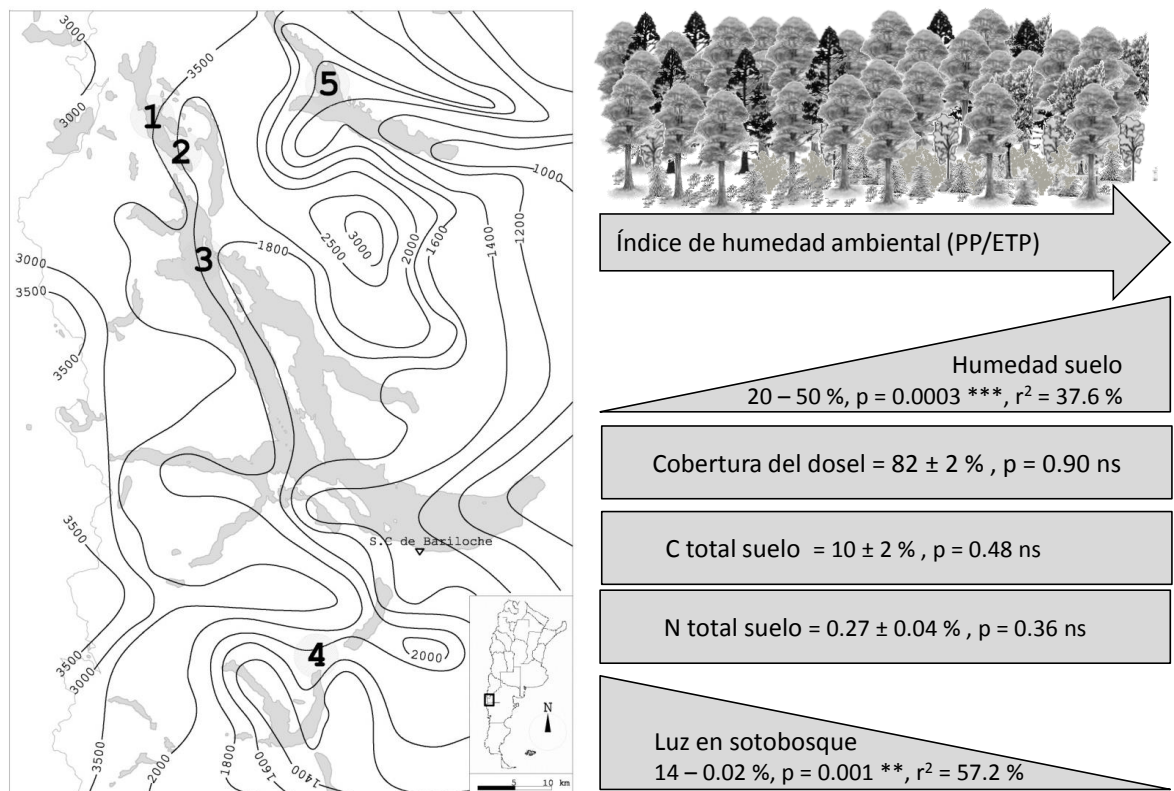 3000
3500
3000
1
2
5
1000
3
1800
2500
3000
2000
1600
1400
1200
3000
3500
3500
S.C de Bariloche
3500
3500
3000
4
2000
3500
2000
1800
1600
1400
N
5 10 km
Índice de humedad ambiental (PP/ETP)
Humedad suelo
20 – 50 %, p = 0.0003 ***, r² = 37.6 %
Cobertura del dosel = 82 ± 2 % , p = 0.90 ns
C total suelo = 10 ± 2 % , p = 0.48 ns
N total suelo = 0.27 ± 0.04 % , p = 0.36 ns
Luz en sotobosque
14 – 0.02 %, p = 0.001 **, r² = 57.2 %